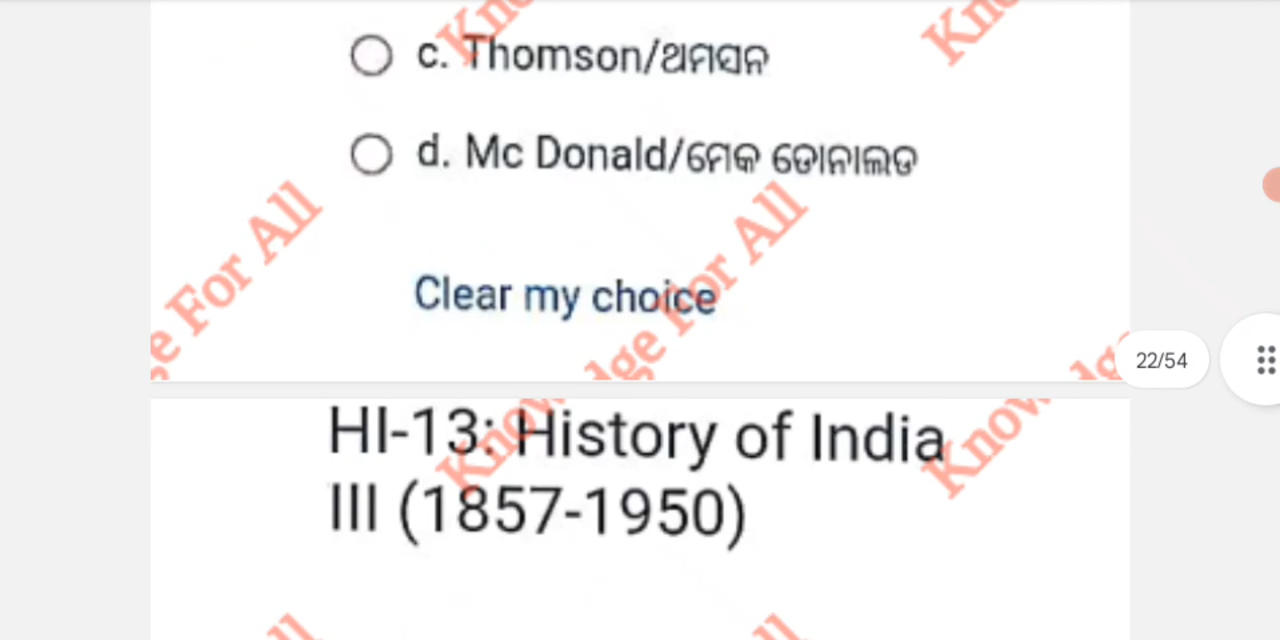 c. Thomson/ଥମସନ
d. Mc Donald/ମେକ ଡୋନାଲଡ
Clear my choice
22/54
HI-13: History of India
III (1857-1950)